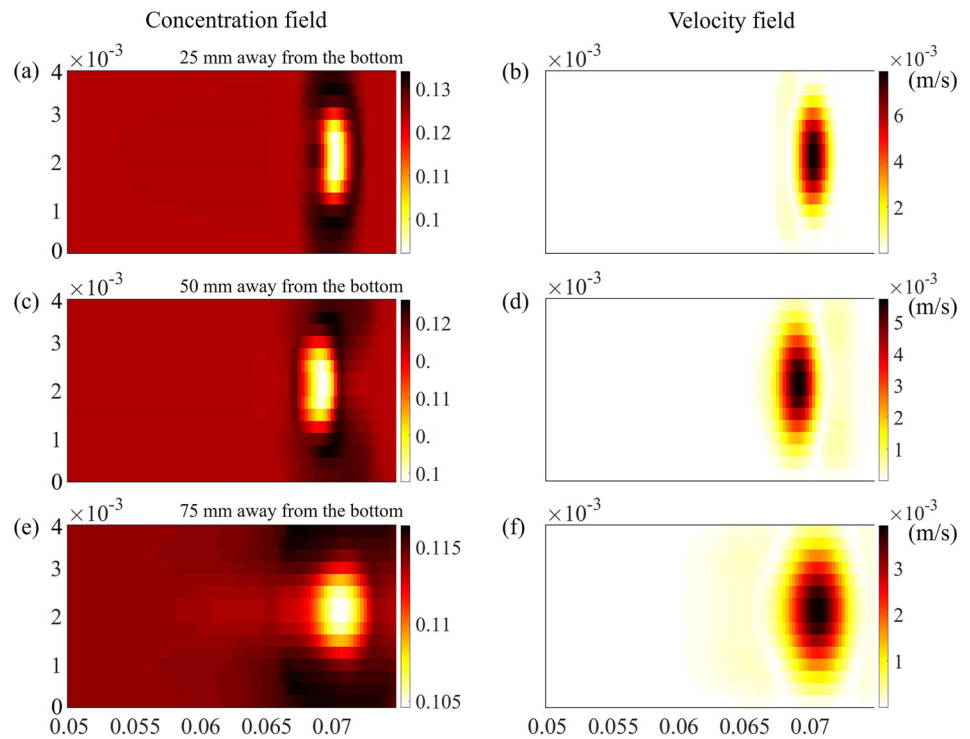 Concentration field
Velocity field
×10⁻³
25 mm away from the bottom
(a)
4
3
2
1
0
0.13
0.12
0.11
0.1
(b)
×10⁻³
×10⁻³
(m/s)
6
4
2
×10⁻³
50 mm away from the bottom
(c)
4
3
2
1
0
0.12
0.
0.11
0.
0.1
(d)
×10⁻³
×10⁻³
(m/s)
5
4
3
2
1
×10⁻³
75 mm away from the bottom
(e)
4
3
2
1
0
0.115
0.11
0.105
(f)
×10⁻³
×10⁻³
(m/s)
3
2
1
0.05 0.055 0.06 0.065 0.07
0.05 0.055 0.06 0.065 0.07